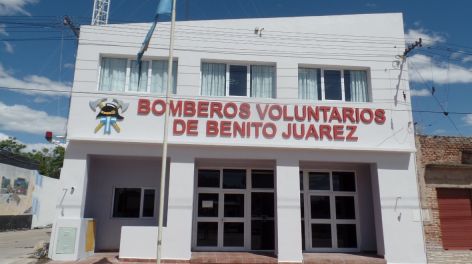 BOMBEROS VOLUNTARIOS
DE BENITO JUAREZ